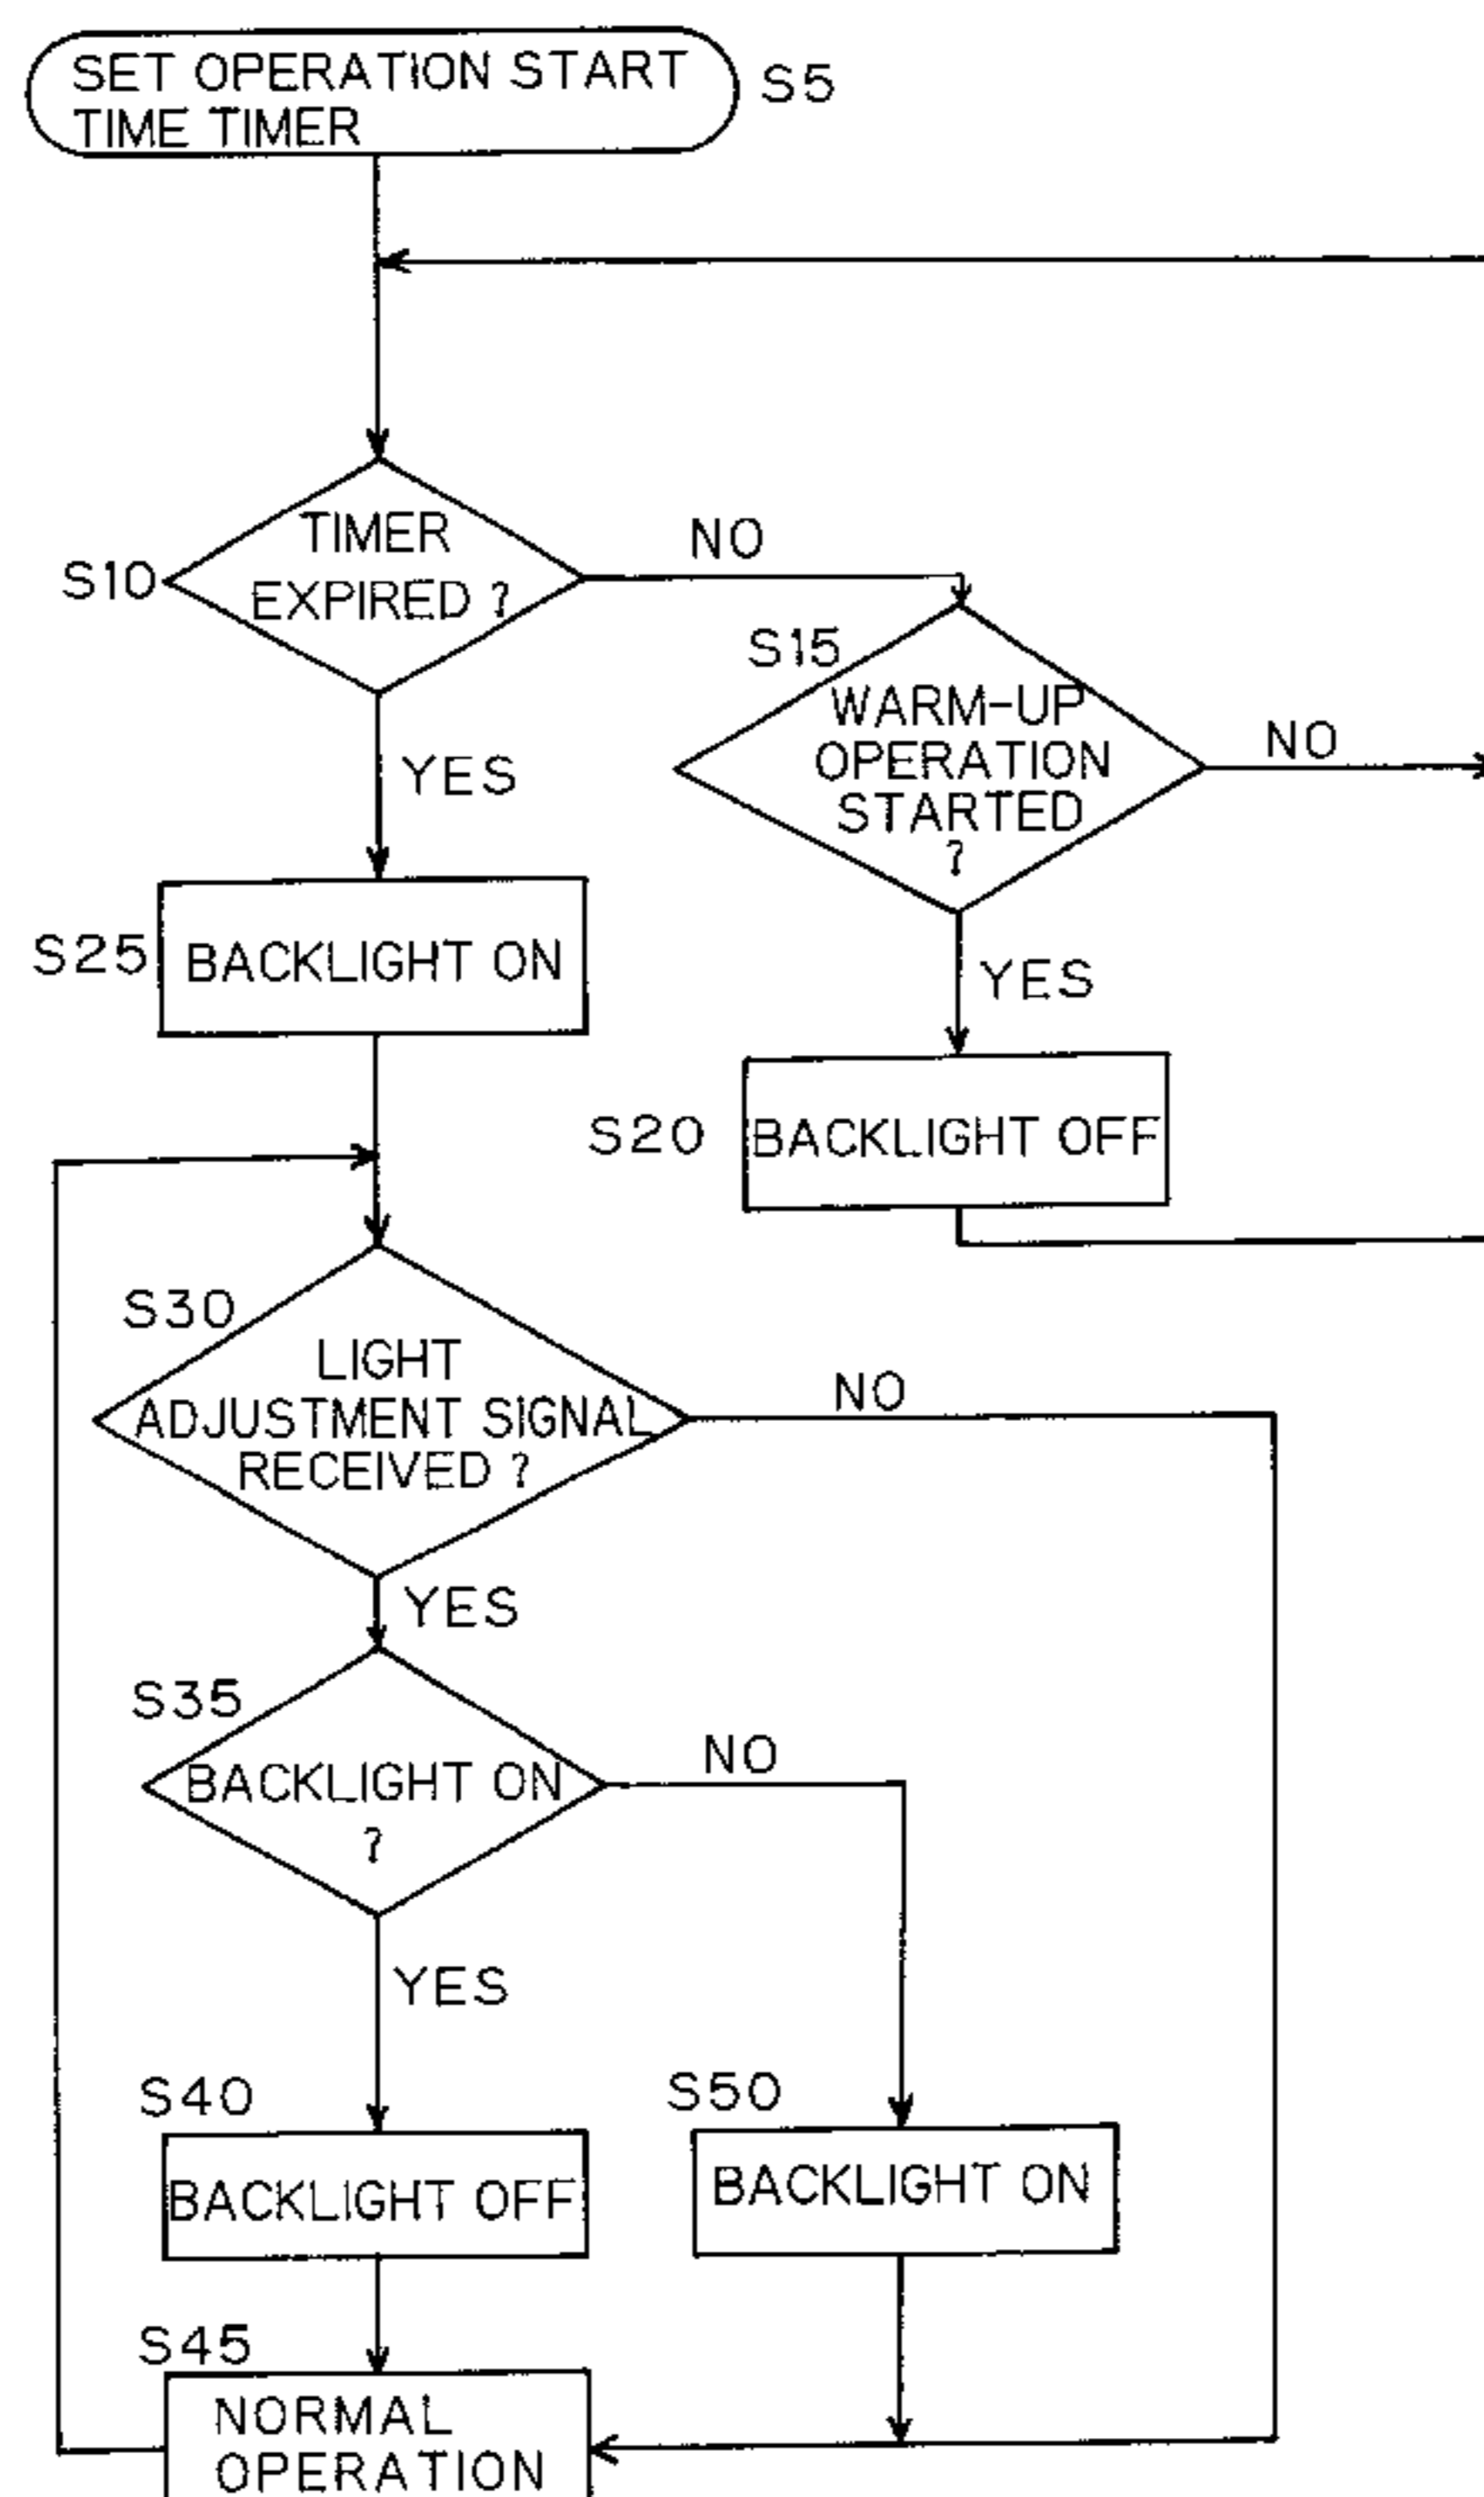 SET OPERATION START
TIME TIMER
S5
S10
TIMER
EXPIRED ?
NO
S15
WARM-UP
OPERATION
STARTED
?
NO
YES
YES
S25
BACKLIGHT ON
S20
BACKLIGHT OFF
S30
LIGHT
ADJUSTMENT SIGNAL
RECEIVED ?
NO
YES
S35
BACKLIGHT ON
?
NO
YES
S40
BACKLIGHT OFF
S50
BACKLIGHT ON
S45
NORMAL
OPERATION